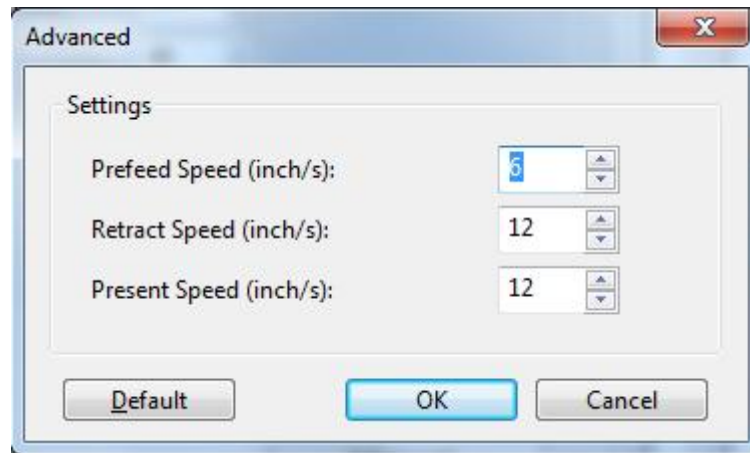 Advanced
Settings
Prefeed Speed (inch/s): 6
Retract Speed (inch/s): 12
Present Speed (inch/s): 12
Default OK Cancel